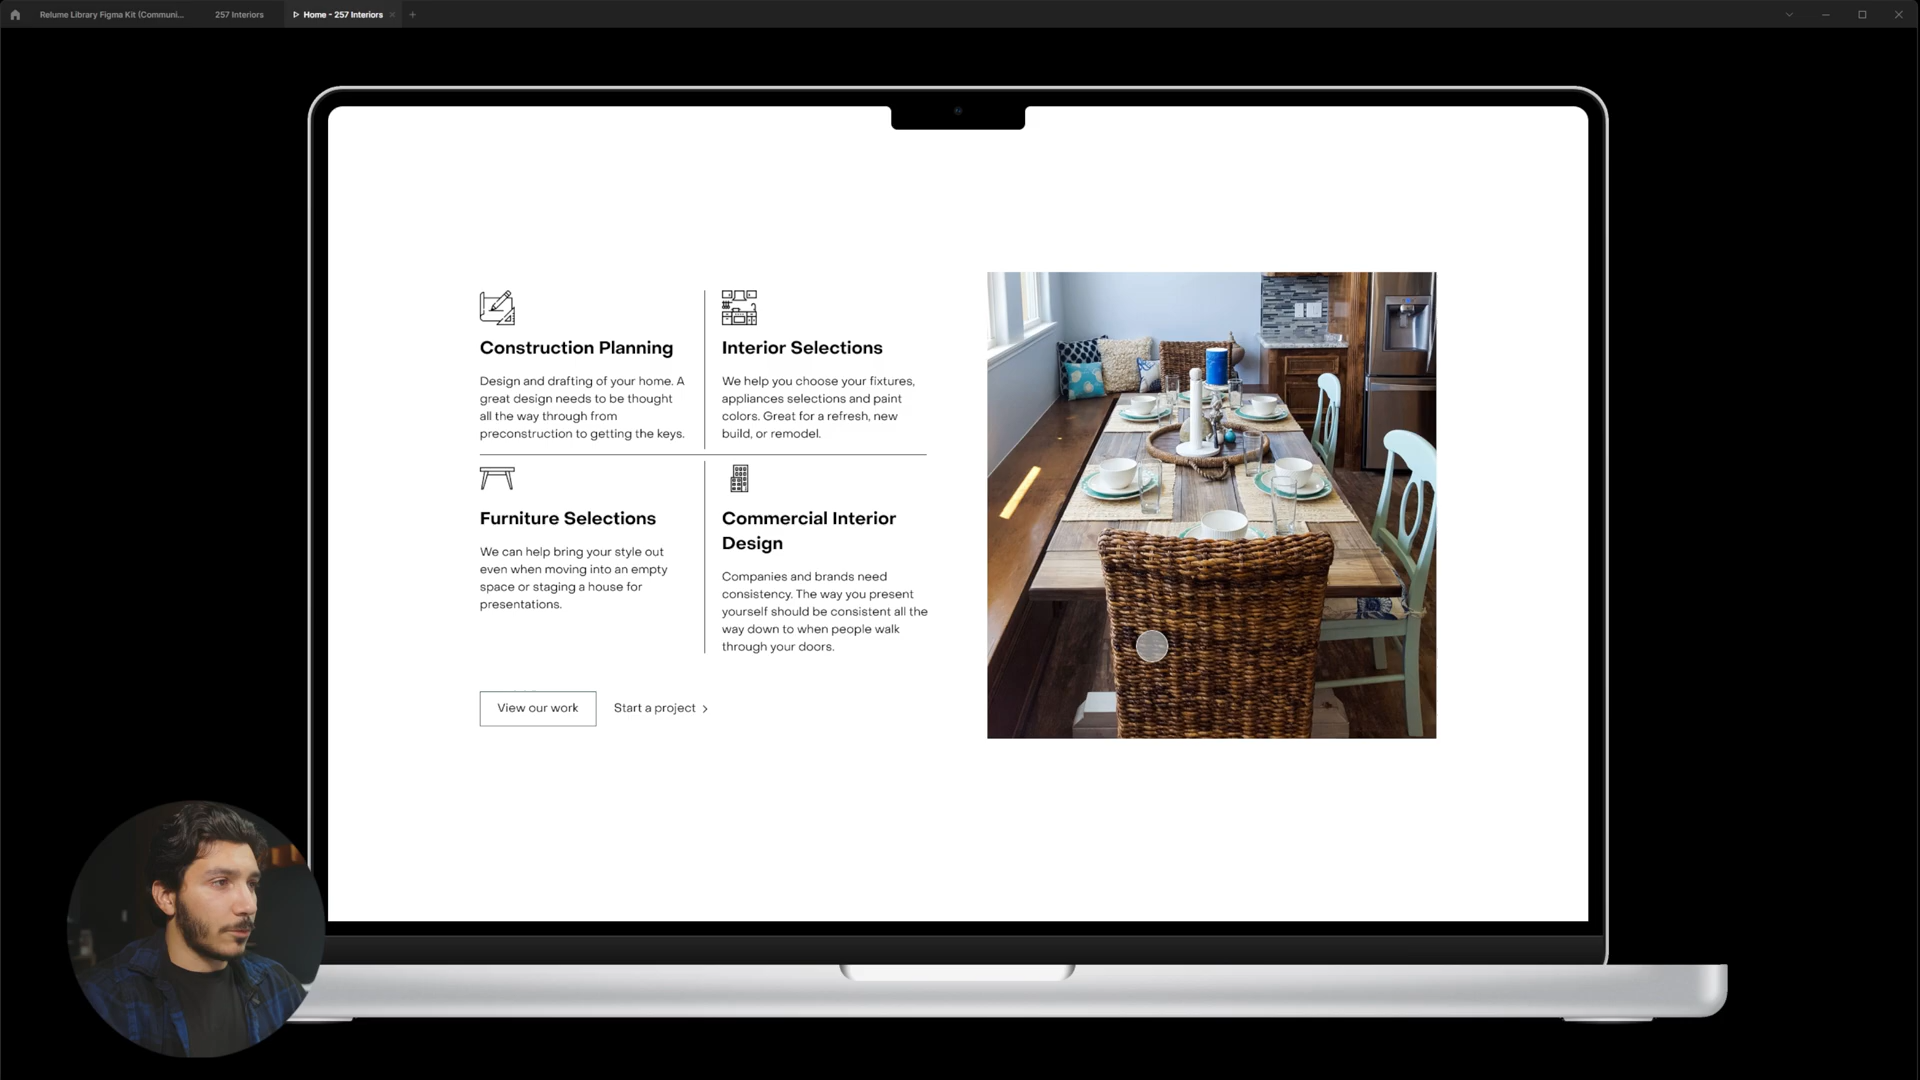 Relume Library Figma Kit (Communi...
257 Interiors
Home - 257 Interiors
Construction Planning
Design and drafting of your home. A
great design needs to be thought
all the way through from
preconstruction to getting the keys.
Interior Selections
We help you choose your fixtures,
appliances selections and paint
colors. Great for a refresh, new
build, or remodel.
Furniture Selections
We can help bring your style out
even when moving into an empty
space or staging a house for
presentations.
Commercial Interior
Design
Companies and brands need
consistency. The way you present
yourself should be consistent all the
way down to when people walk
through your doors.
View our work
Start a project